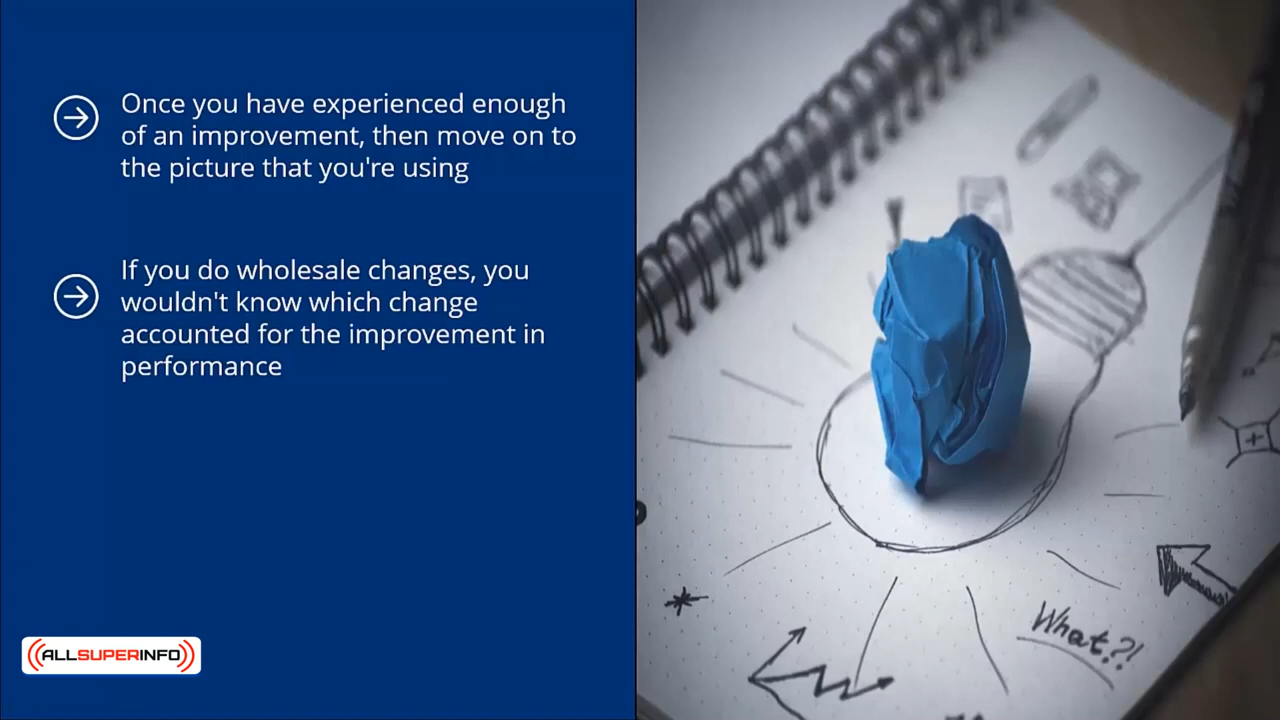 Once you have experienced enough
of an improvement, then move on to
the picture that you're using
If you do wholesale changes, you
wouldn't know which change
accounted for the improvement in
performance
ALLSUPERINFO
What?!